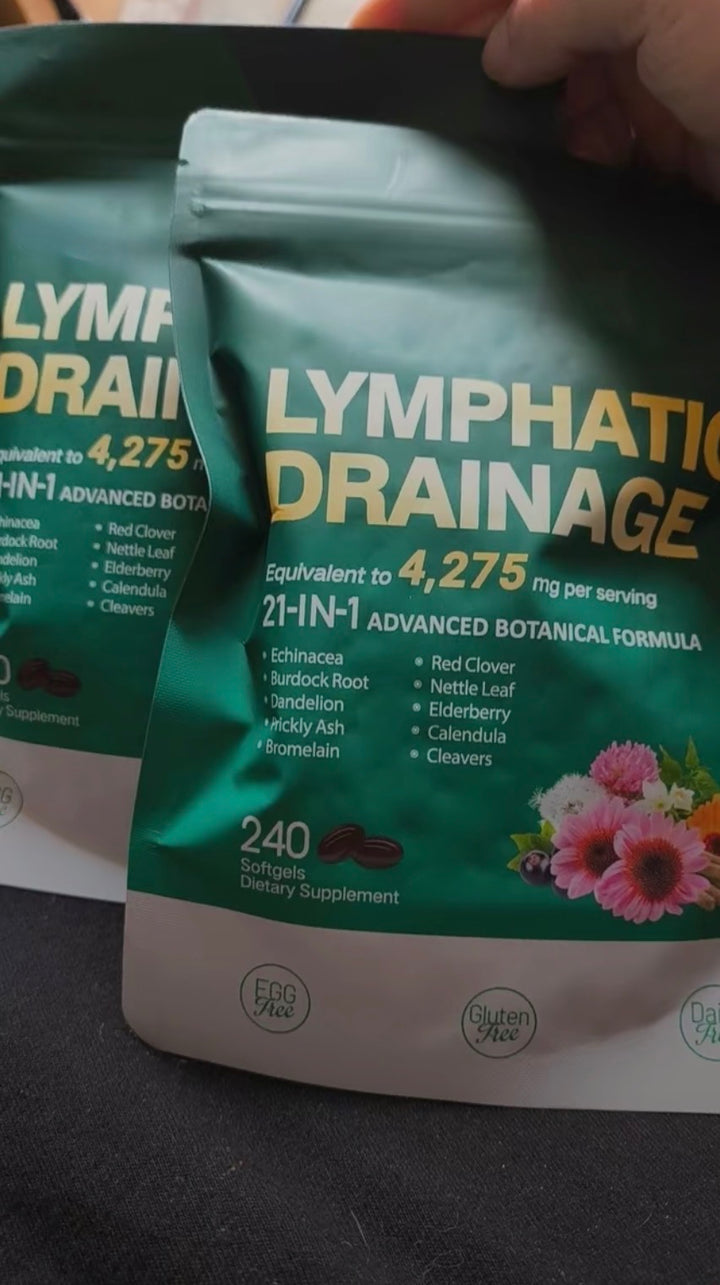 LYMP
DRAI
equivalent to 4,275
-IN-1 ADVANCED BOTA
Red Clover
Nettle Leaf
Elderberry
Calendula
Cleavers
Supplement
LYMPHATIC
DRAINAGE
Equivalent to 4,275 mg per serving
21-IN-1 ADVANCED BOTANICAL FORMULA
• Echinacea
• Burdock Root
• Dandelion
• Prickly Ash
• Bromelain
• Red Clover
• Nettle Leaf
• Elderberry
• Calendula
• Cleavers
240
Softgels
Dietary Supplement
EGG
Free
Gluten
Free